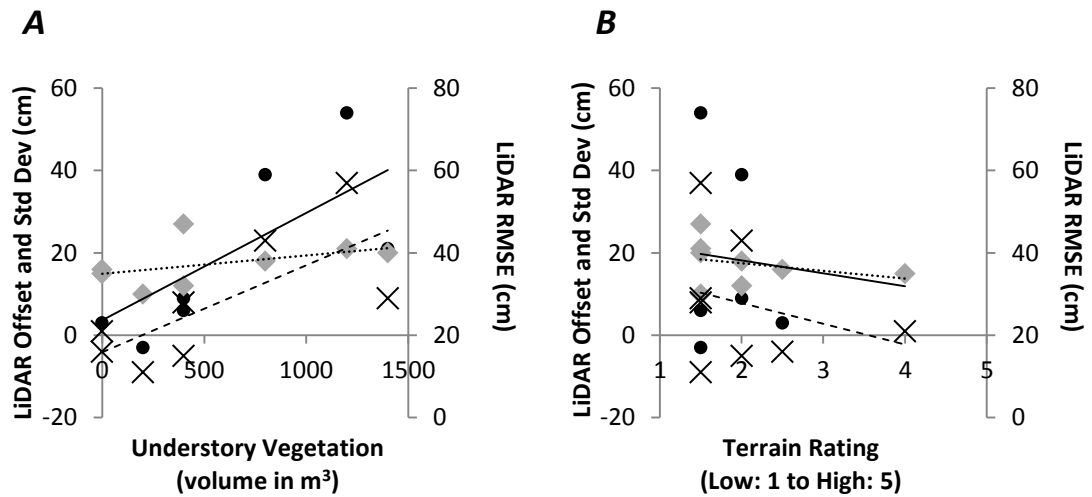 A
B
LiDAR Offset and Std Dev (cm)
60
40
20
0
-20
80
60
40
20
0
LiDAR RMSE (cm)
0
500
1000
1500
Understory Vegetation
(volume in m³)
LiDAR Offset and Std Dev (cm)
60
40
20
0
-20
80
60
40
20
0
LiDAR RMSE (cm)
1
2
3
4
5
Terrain Rating
(Low: 1 to High: 5)